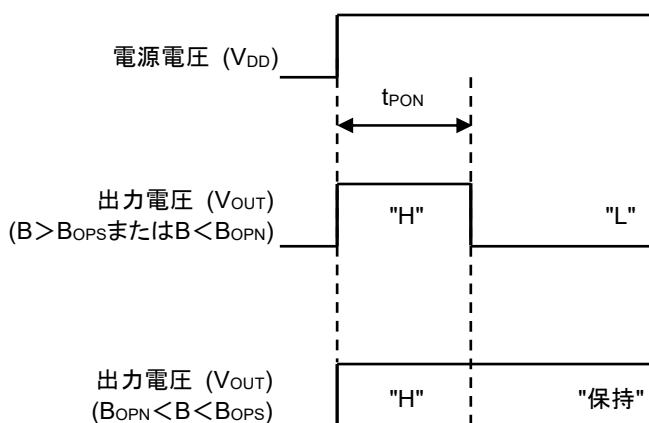 電源電圧 (VDD)
tPON
出力電圧 (VOUT)
(B＞BOPSまたはB＜BOPN)
"H"
"L"
出力電圧 (VOUT)
(BOPN＜B＜BOPS)
"H"
"保持"